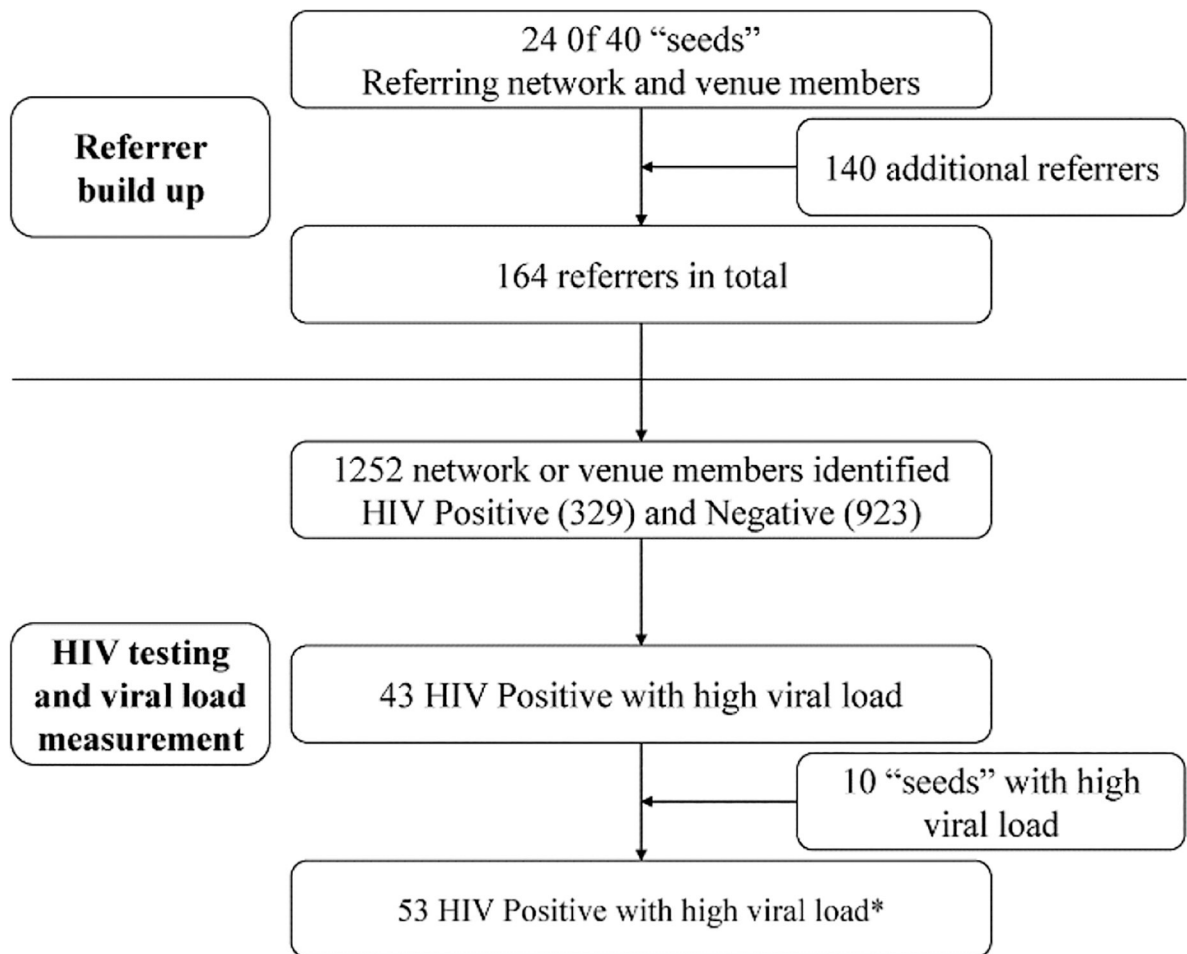 24 0f 40 “seeds”
Referring network and venue members
Referrer
build up
140 additional referrers
164 referrers in total
1252 network or venue members identified
HIV Positive (329) and Negative (923)
HIV testing
and viral load
measurement
43 HIV Positive with high viral load
10 “seeds” with high
viral load
53 HIV Positive with high viral load*